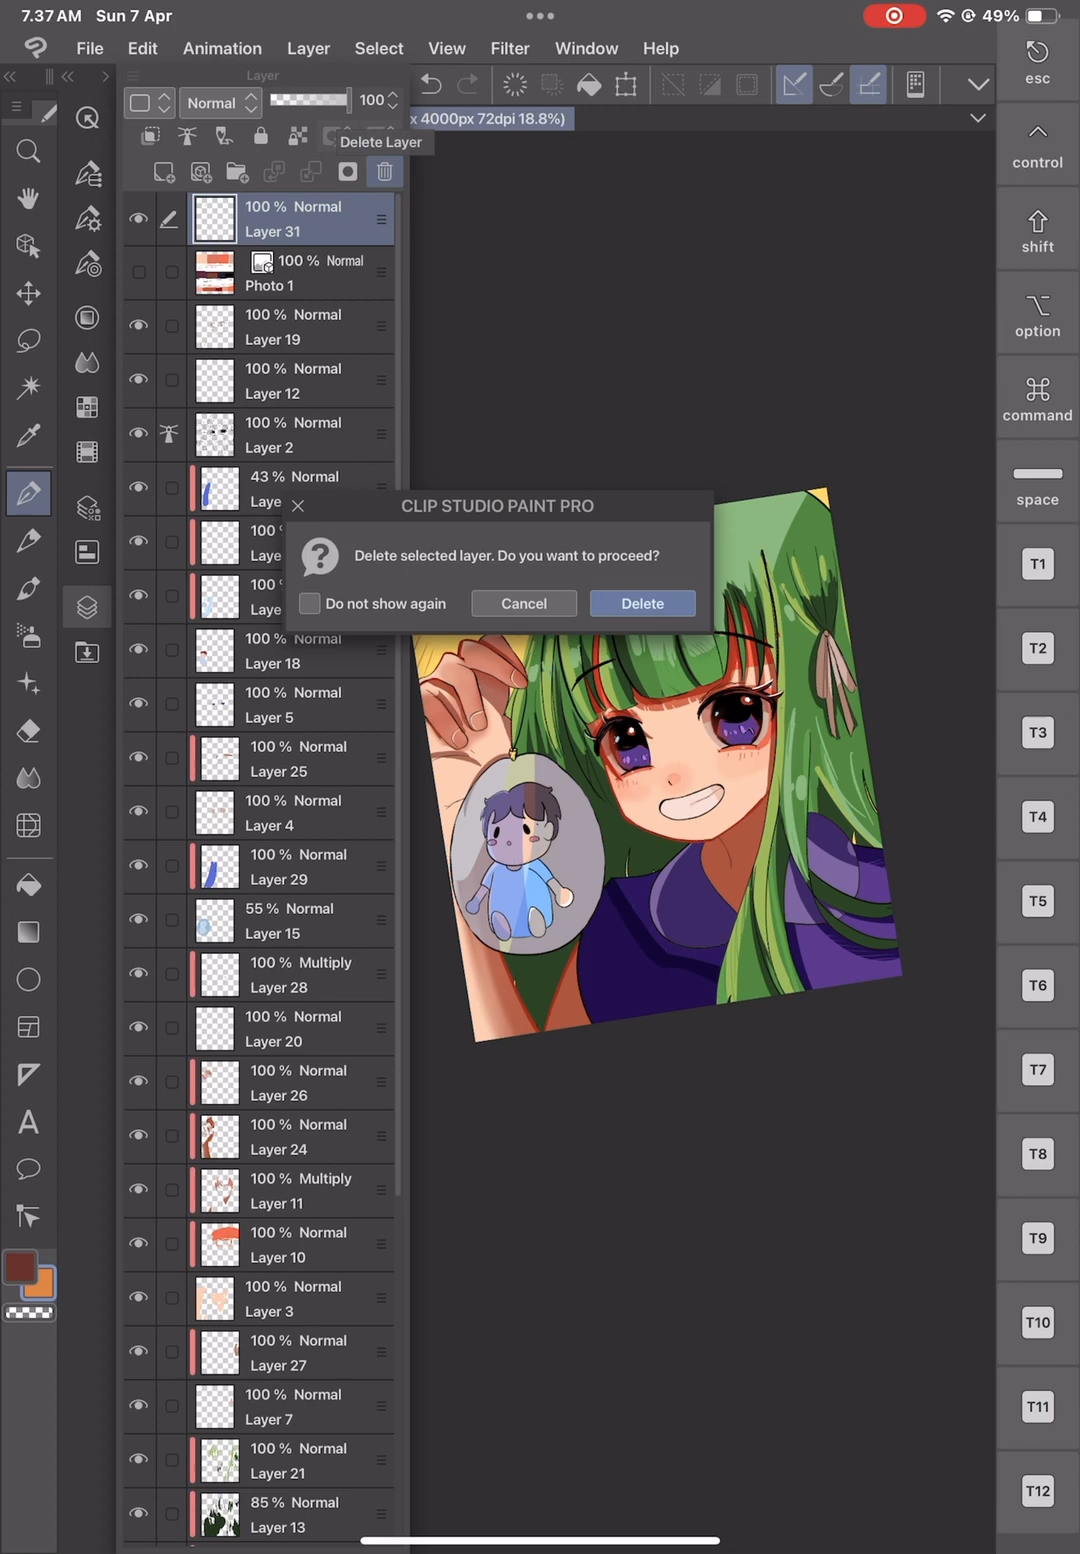 7.37 AM Sun 7 Apr
49%
File Edit Animation Layer Select View Filter Window Help
Layer
Normal 100
x 4000px 72dpi 18.8%)
Delete Layer
100 % Normal
Layer 31
100 % Normal
Photo 1
100 % Normal
Layer 19
100 % Normal
Layer 12
100 % Normal
Layer 2
43 % Normal
Laye
100
Laye
100
Laye
CLIP STUDIO PAINT PRO
Delete selected layer. Do you want to proceed?
Do not show again
Cancel
Delete
100 % Normal
Layer 18
100 % Normal
Layer 5
100 % Normal
Layer 25
100 % Normal
Layer 4
100 % Normal
Layer 29
55 % Normal
Layer 15
100 % Multiply
Layer 28
100 % Normal
Layer 20
100 % Normal
Layer 26
100 % Normal
Layer 24
100 % Multiply
Layer 11
100 % Normal
Layer 10
100 % Normal
Layer 3
100 % Normal
Layer 27
100 % Normal
Layer 7
100 % Normal
Layer 21
85 % Normal
Layer 13
A
esc
control
shift
option
command
space
T1
T2
T3
T4
T5
T6
T7
T8
T9
T10
T11
T12